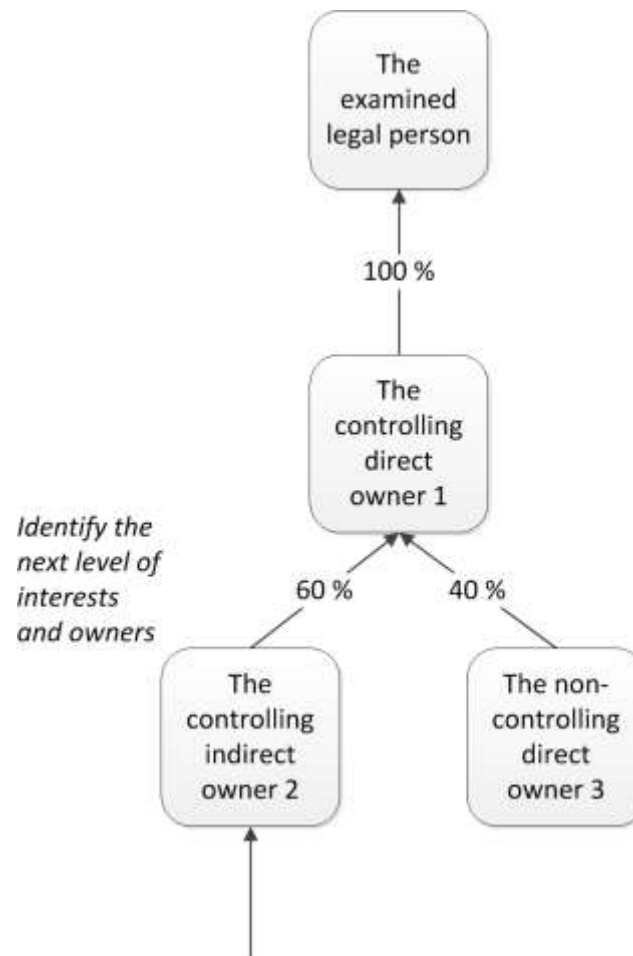 The
examined
legal person
100 %
The
controlling
direct
owner 1
Identify the
next level of
interests
and owners
60 %
40 %
The
controlling
indirect
owner 2
The non-
controlling
direct
owner 3